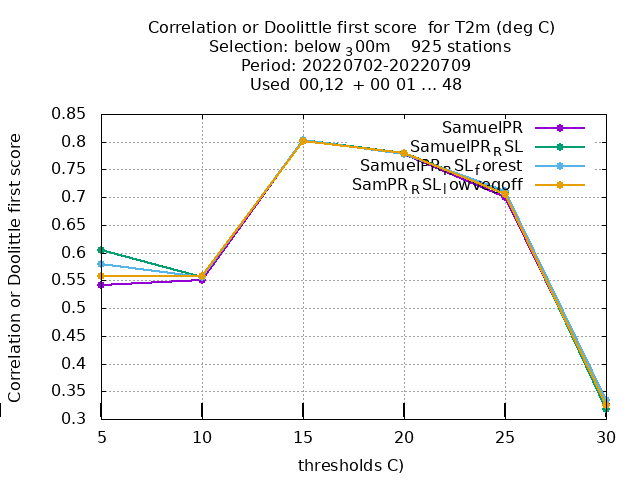 Correlation or Doolittle first score  for T2m (deg C)
Selection: below 300m    925 stations
Period: 20220702-20220709
Used  00,12  + 00 01 ... 48
Correlation or Doolittle first score
0.85
0.8
0.75
0.7
0.65
0.6
0.55
0.5
0.45
0.4
0.35
0.3
SamuelPR
SamuelPRRSL
SamuelPRRSLforest
SamPRRSLlowvegoff
5 10 15 20 25 30
thresholds C)